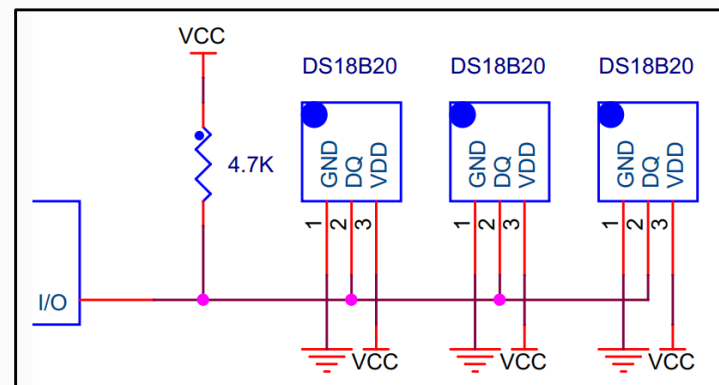 VCC
DS18B20 DS18B20 DS18B20
4.7K
GND DQ VDD GND DQ VDD GND DQ VDD
1 2 3 1 2 3 1 2 3
I/O
VCC VCC VCC